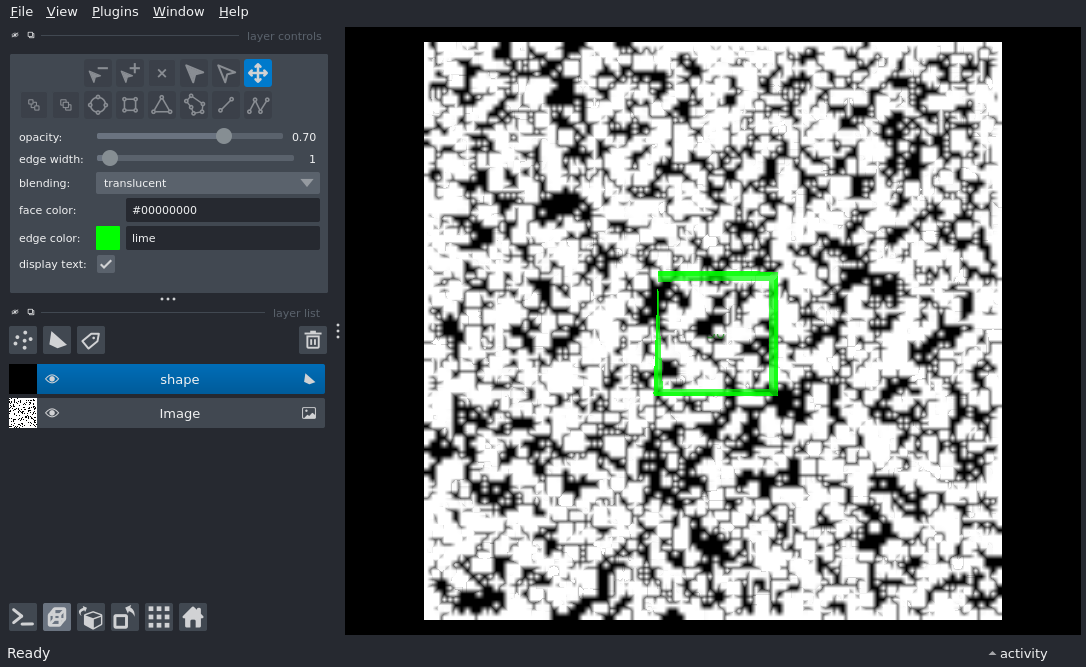 File View Plugins Window Help
layer controls
opacity: 0.70
edge width: 1
blending: translucent
face color: #00000000
edge color: lime
display text:
layer list
shape
Image
Ready
activity